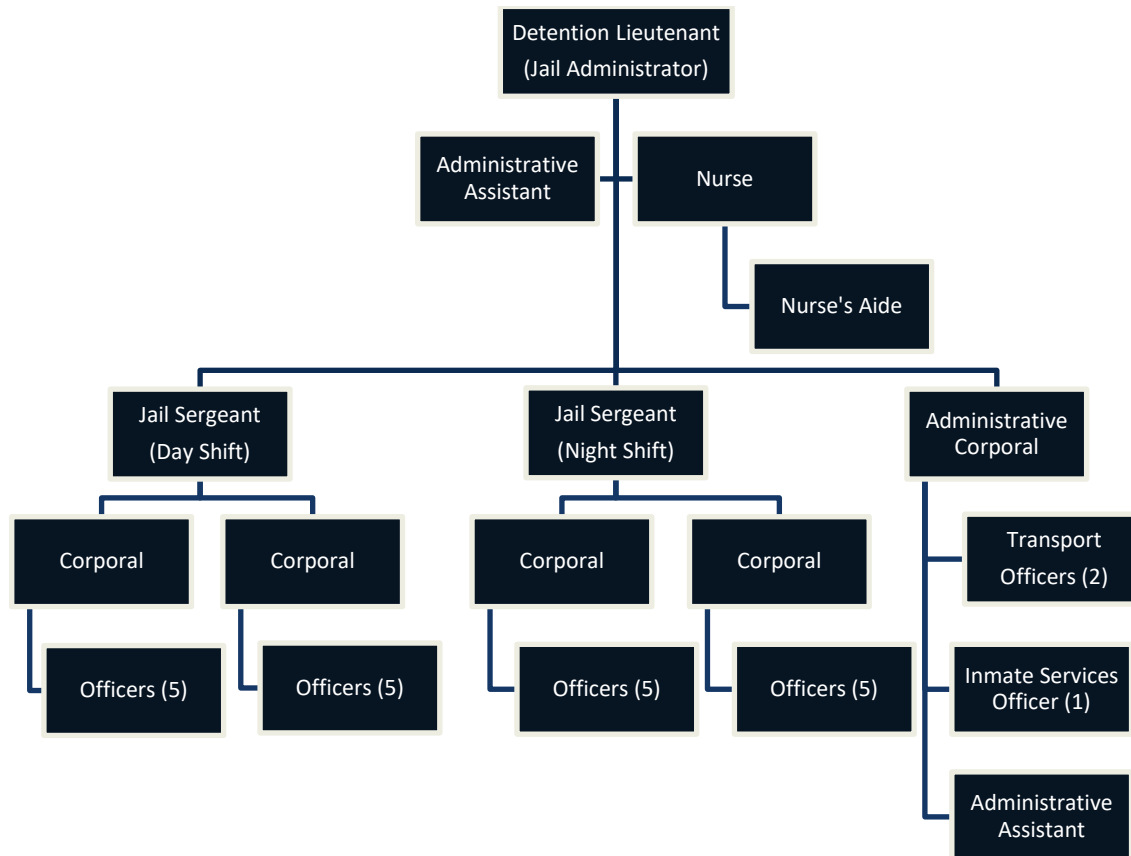 Detention Lieutenant
(Jail Administrator)
Administrative
Assistant
Nurse
Nurse's Aide
Jail Sergeant
(Day Shift)
Jail Sergeant
(Night Shift)
Administrative
Corporal
Corporal
Corporal
Corporal
Corporal
Transport
Officers (2)
Officers (5)
Officers (5)
Officers (5)
Officers (5)
Inmate Services
Officer (1)
Administrative
Assistant